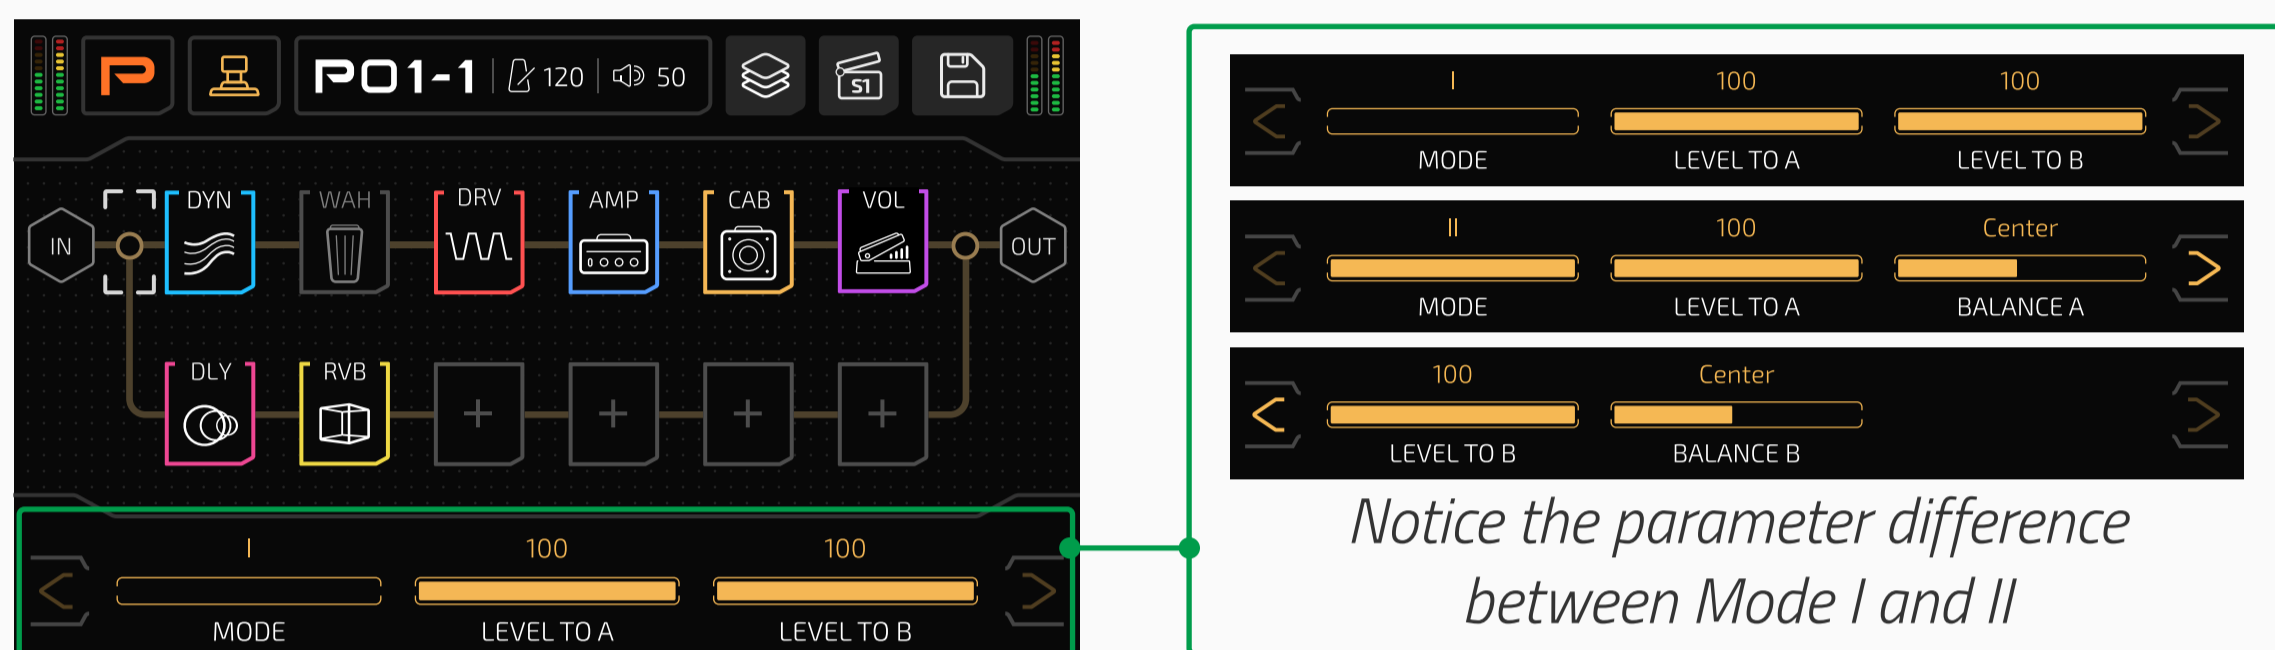 P01-1 120 50 S1
DYN WAH DRV AMP CAB VOL
IN OUT
DLY RVB
I 100 100
MODE LEVEL TO A LEVEL TO B
I 100 100
MODE LEVEL TO A LEVEL TO B
II 100 Center
MODE LEVEL TO A BALANCE A
100 Center
LEVEL TO B BALANCE B
Notice the parameter difference
between Mode I and II